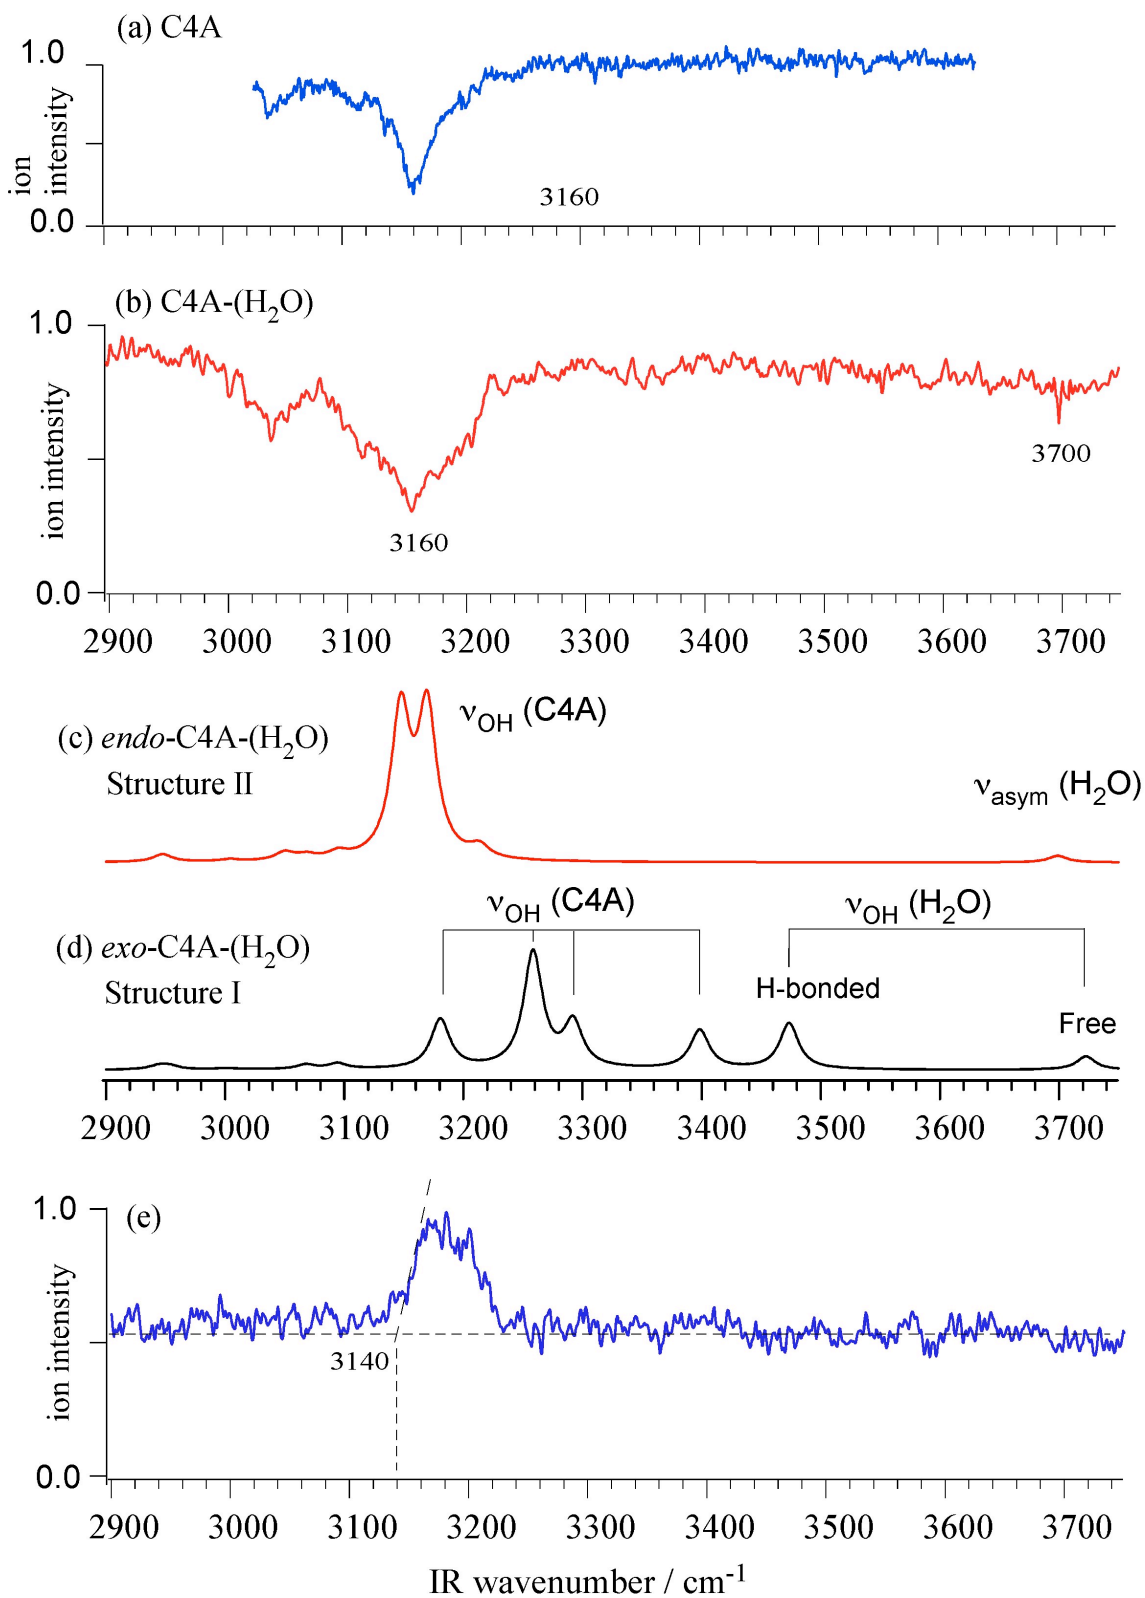 (a) C4A
1.0
ion intensity
0.0
3160
(b) C4A-(H2O)
1.0
ion intensity
0.0
3160
3700
2900 3000 3100 3200 3300 3400 3500 3600 3700
νOH (C4A)
(c) endo-C4A-(H2O)
Structure II
νasym (H2O)
νOH (C4A)
νOH (H2O)
(d) exo-C4A-(H2O)
Structure I
H-bonded
Free
2900 3000 3100 3200 3300 3400 3500 3600 3700
1.0
(e)
ion intensity
3140
0.0
2900 3000 3100 3200 3300 3400 3500 3600 3700
IR wavenumber / cm-1